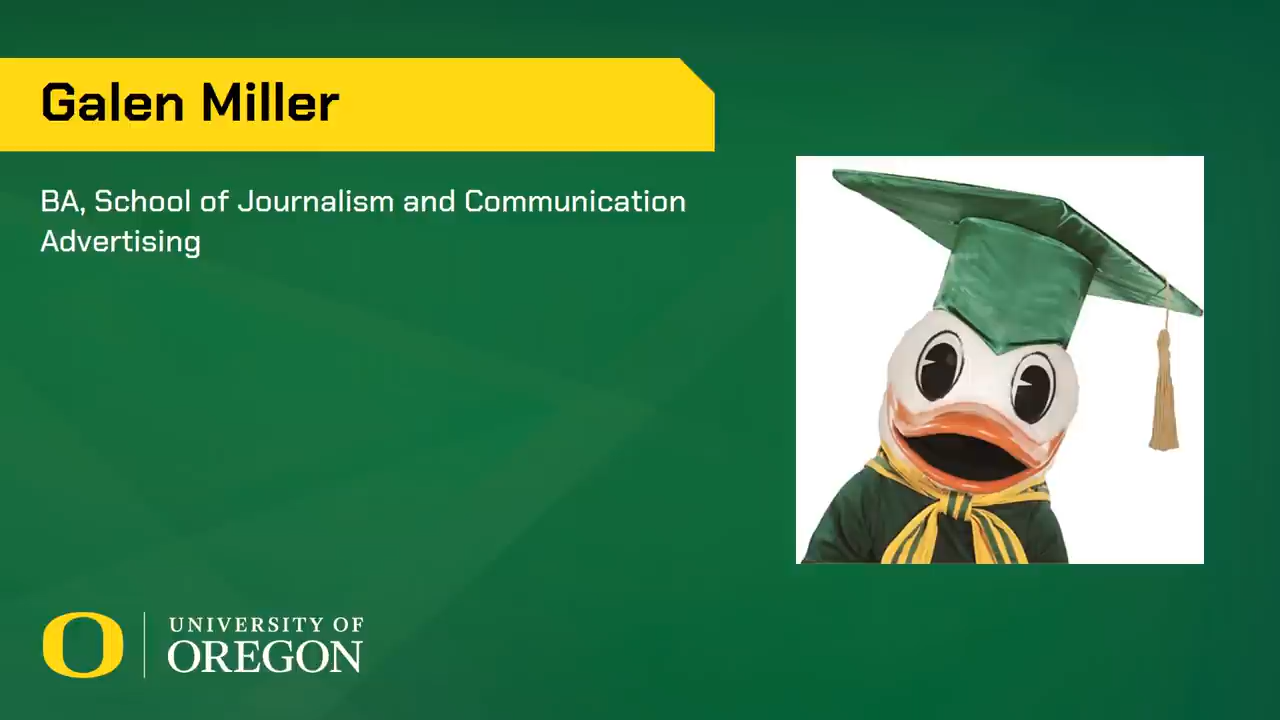 Galen Miller
BA, School of Journalism and Communication
Advertising
UNIVERSITY OF
OREGON